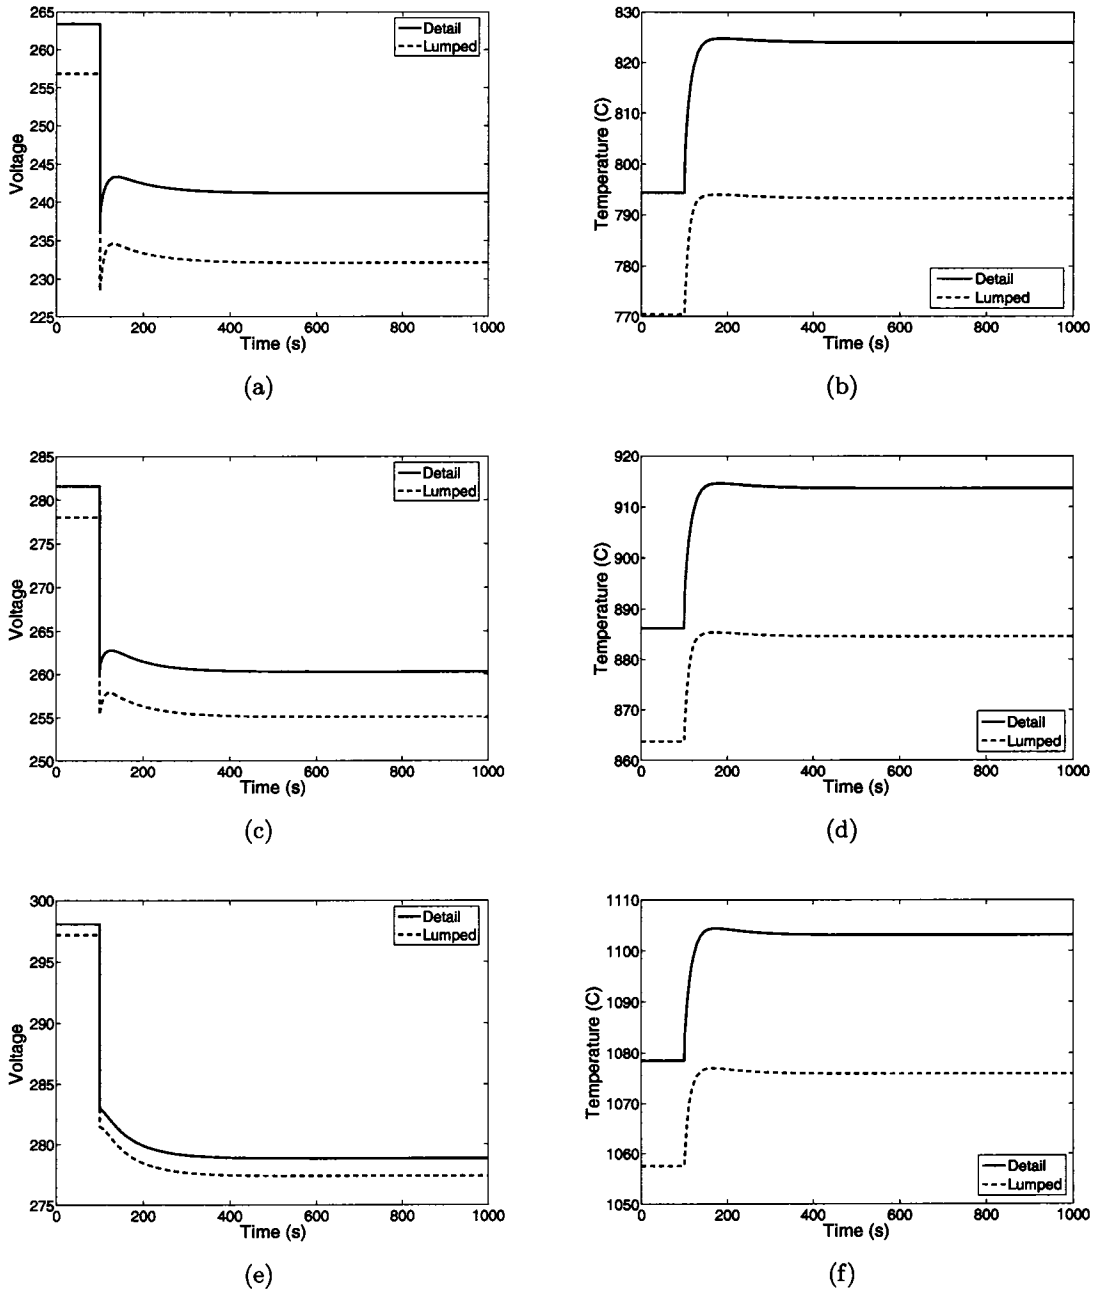 265
260
255
250
245
240
235
230
225
Voltage
0
200
400
600
800
1000
Time (s)
Detail
Lumped
(a)
830
820
810
800
790
780
770
Temperature (C)
0
200
400
600
800
1000
Time (s)
Detail
Lumped
(b)
285
280
275
270
265
260
255
250
Voltage
0
200
400
600
800
1000
Time (s)
Detail
Lumped
(c)
920
910
900
890
880
870
860
Temperature (C)
0
200
400
600
800
1000
Time (s)
Detail
Lumped
(d)
300
295
290
285
280
275
Voltage
0
200
400
600
800
1000
Time (s)
Detail
Lumped
(e)
1110
1100
1090
1080
1070
1060
1050
Temperature (C)
0
200
400
600
800
1000
Time (s)
Detail
Lumped
(f)